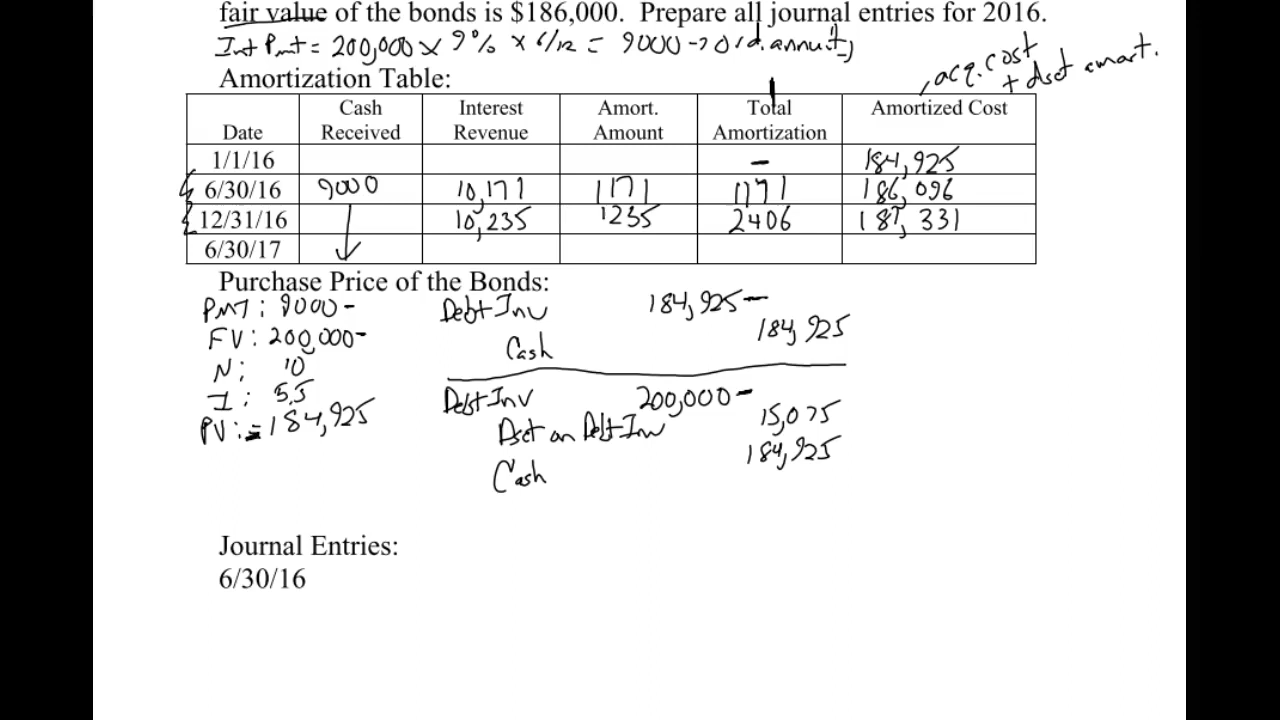 fair value of the bonds is $186,000. Prepare all journal entries for 2016.
Int Pmt = 200,000 × 9% × 6/12 = 9000 → ord. annuity
Amortization Table:
acq. cost
+ Dsct amort.
Date Cash Received Interest Revenue Amort. Amount Total Amortization Amortized Cost
1/1/16 - 184,925
6/30/16 9000 10,171 1171 1171 186,096
12/31/16 10,235 1235 2406 187,331
6/30/17
Purchase Price of the Bonds:
PMT: 9000- Debt Inv 184,925-
FV: 200,000- Cash 184,925
N: 10
I: 5.5 Debt Inv 200,000-
PV: = 184,925 Dsct on Debt Inv 15,075
Cash 184,925
Journal Entries:
6/30/16